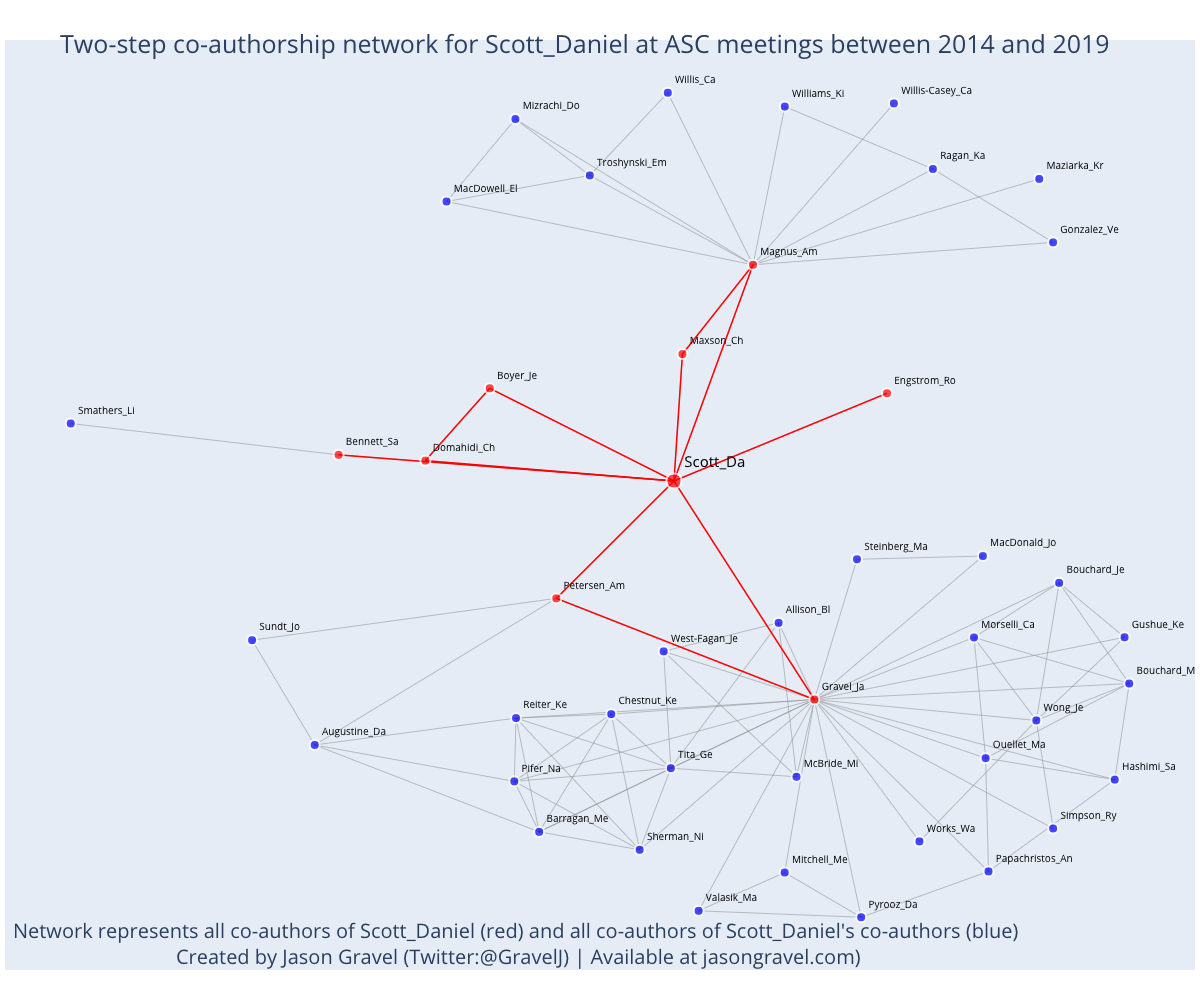 Two-step co-authorship network for Scott_Daniel at ASC meetings between 2014 and 2019
Willis_Ca
Williams_Ki
Willis-Casey_Ca
Mizrachi_Do
Troshynski_Em
Ragan_Ka
Maziarka_Kr
MacDowell_El
Gonzalez_Ve
Magnus_Am
Maxson_Ch
Boyer_Je
Engstrom_Ro
Smathers_Li
Bennett_Sa
Domahidi_Ch
Scott_Da
Steinberg_Ma
MacDonald_Jo
Bouchard_Je
Petersen_Am
Allison_Bl
Sundt_Jo
West-Fagan_Je
Morselli_Ca
Gushue_Ke
Bouchard_M
Gravel_Ja
Reiter_Ke
Chestnut_Ke
Wong_Je
Augustine_Da
Ouellet_Ma
Tita_Ge
McBride_Mi
Pifer_Na
Hashimi_Sa
Barragan_Me
Sherman_Ni
Works_Wa
Simpson_Ry
Mitchell_Me
Papachristos_An
Valasik_Ma
Pyrooz_Da
Network represents all co-authors of Scott_Daniel (red) and all co-authors of Scott_Daniel's co-authors (blue)
Created by Jason Gravel (Twitter:@GravelJ) | Available at jasongravel.com)